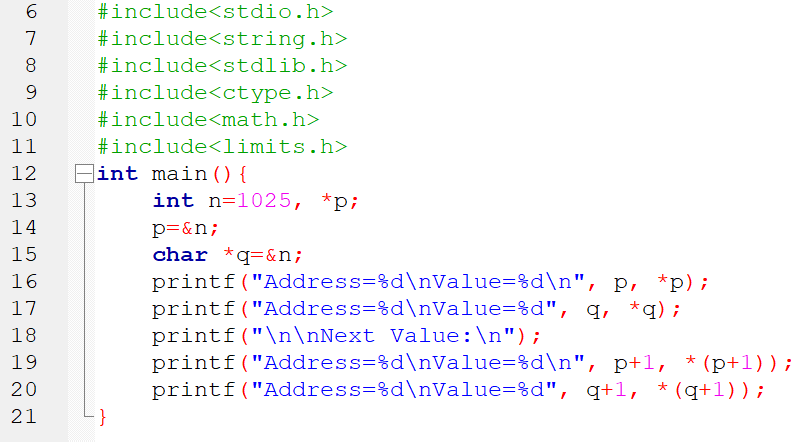 6 #include<stdio.h>
7 #include<string.h>
8 #include<stdlib.h>
9 #include<ctype.h>
10 #include<math.h>
11 #include<limits.h>
12 int main(){
13 int n=1025, *p;
14 p=&n;
15 char *q=&n;
16 printf("Address=%d\nValue=%d\n", p, *p);
17 printf("Address=%d\nValue=%d", q, *q);
18 printf("\n\nNext Value:\n");
19 printf("Address=%d\nValue=%d\n", p+1, *(p+1));
20 printf("Address=%d\nValue=%d", q+1, *(q+1));
21 }